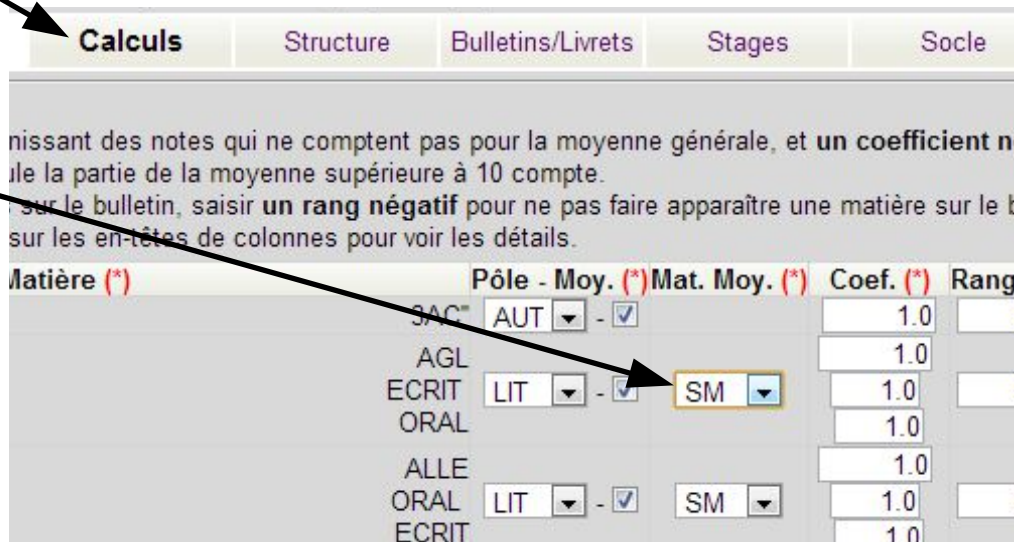 Calculs Structure Bulletins/Livrets Stages Socle
nissant des notes qui ne comptent pas pour la moyenne générale, et un coefficient
la partie de la moyenne supérieure à 10 compte.
sur le bulletin, saisir un rang négatif pour ne pas faire apparaître une matière sur le
sur les en-têtes de colonnes pour voir les détails.
Matière (*) Pôle - Moy. (*) Mat. Moy. (*) Coef. (*) Rang
3AC" AUT - 1.0
AGL 1.0
ECRIT LIT - SM 1.0
ORAL 1.0
ALLE 1.0
ORAL LIT - SM 1.0
ECRIT 1.0